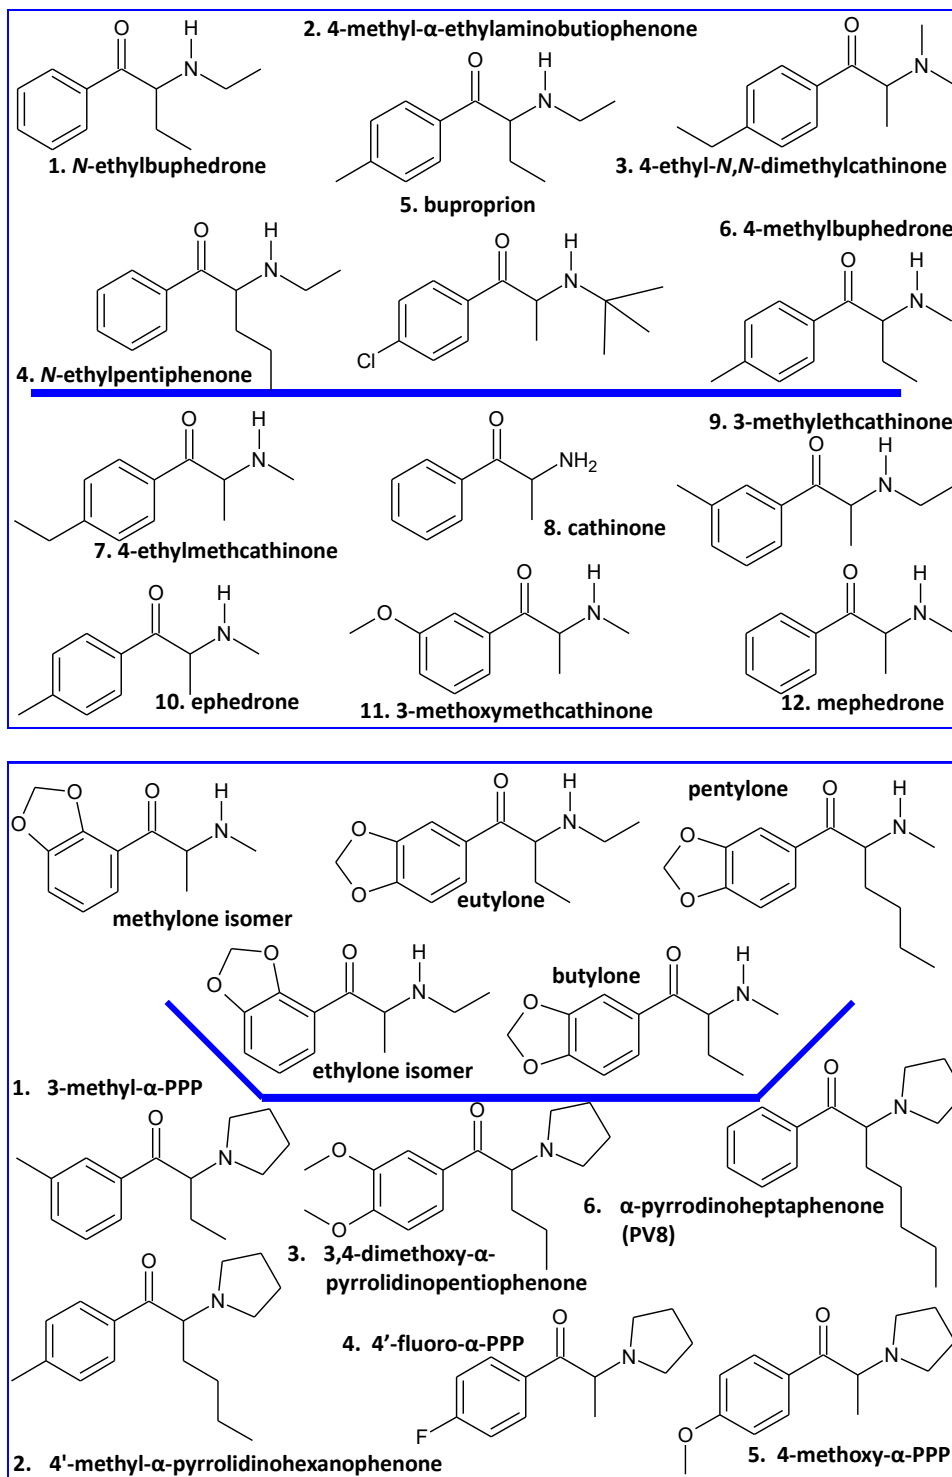 O H
N
1. N-ethylbuphedrone
2. 4-methyl-α-ethylaminobutiophenone
O H
N
O
N
3. 4-ethyl-N,N-dimethylcathinone
5. buproprion
6. 4-methylbuphedrone
O H
N
4. N-ethylpentiphenone
O H
N
Cl
O H
N
O H
N
7. 4-ethylmethcathinone
O
NH2
8. cathinone
9. 3-methylethcathinone
O H
N
O H
N
10. ephedrone
O H
O N
11. 3-methoxymethcathinone
O H
N
12. mephedrone
O O H
O N
methylone isomer
O H
O N
O
eutylone
pentylone
O H
O N
O
O O H
O N
ethylone isomer
butylone
O H
O N
O
1. 3-methyl-α-PPP
O
N
O
O N
O
3. 3,4-dimethoxy-α-
pyrrolidinopentiophenone
O
N
6. α-pyrrodinoheptaphenone
(PV8)
O
N
2. 4'-methyl-α-pyrrolidinohexanophenone
4. 4’-fluoro-α-PPP
O
N
F
O
N
O
5. 4-methoxy-α-PPP